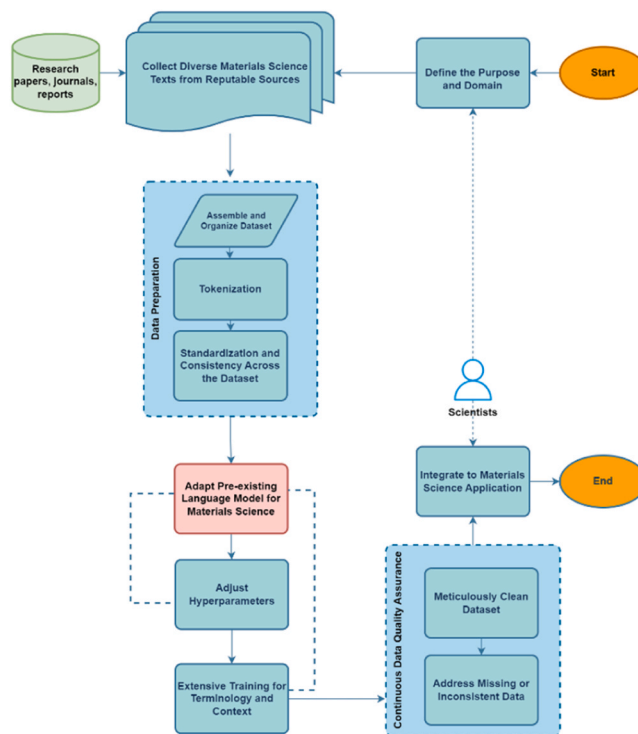 Research
papers, journals,
reports
Collect Diverse Materials Science
Texts from Reputable Sources
Define the Purpose
and Domain
Start
Data Preparation
Assemble and
Organize Dataset
Tokenization
Standardization and
Consistency Across
the Dataset
Scientists
Adapt Pre-existing
Language Model for
Materials Science
Integrate to Materials
Science Application
End
Adjust
Hyperparameters
Continuous Data Quality Assurance
Meticulously Clean
Dataset
Extensive Training for
Terminology and
Context
Address Missing or
Inconsistent Data